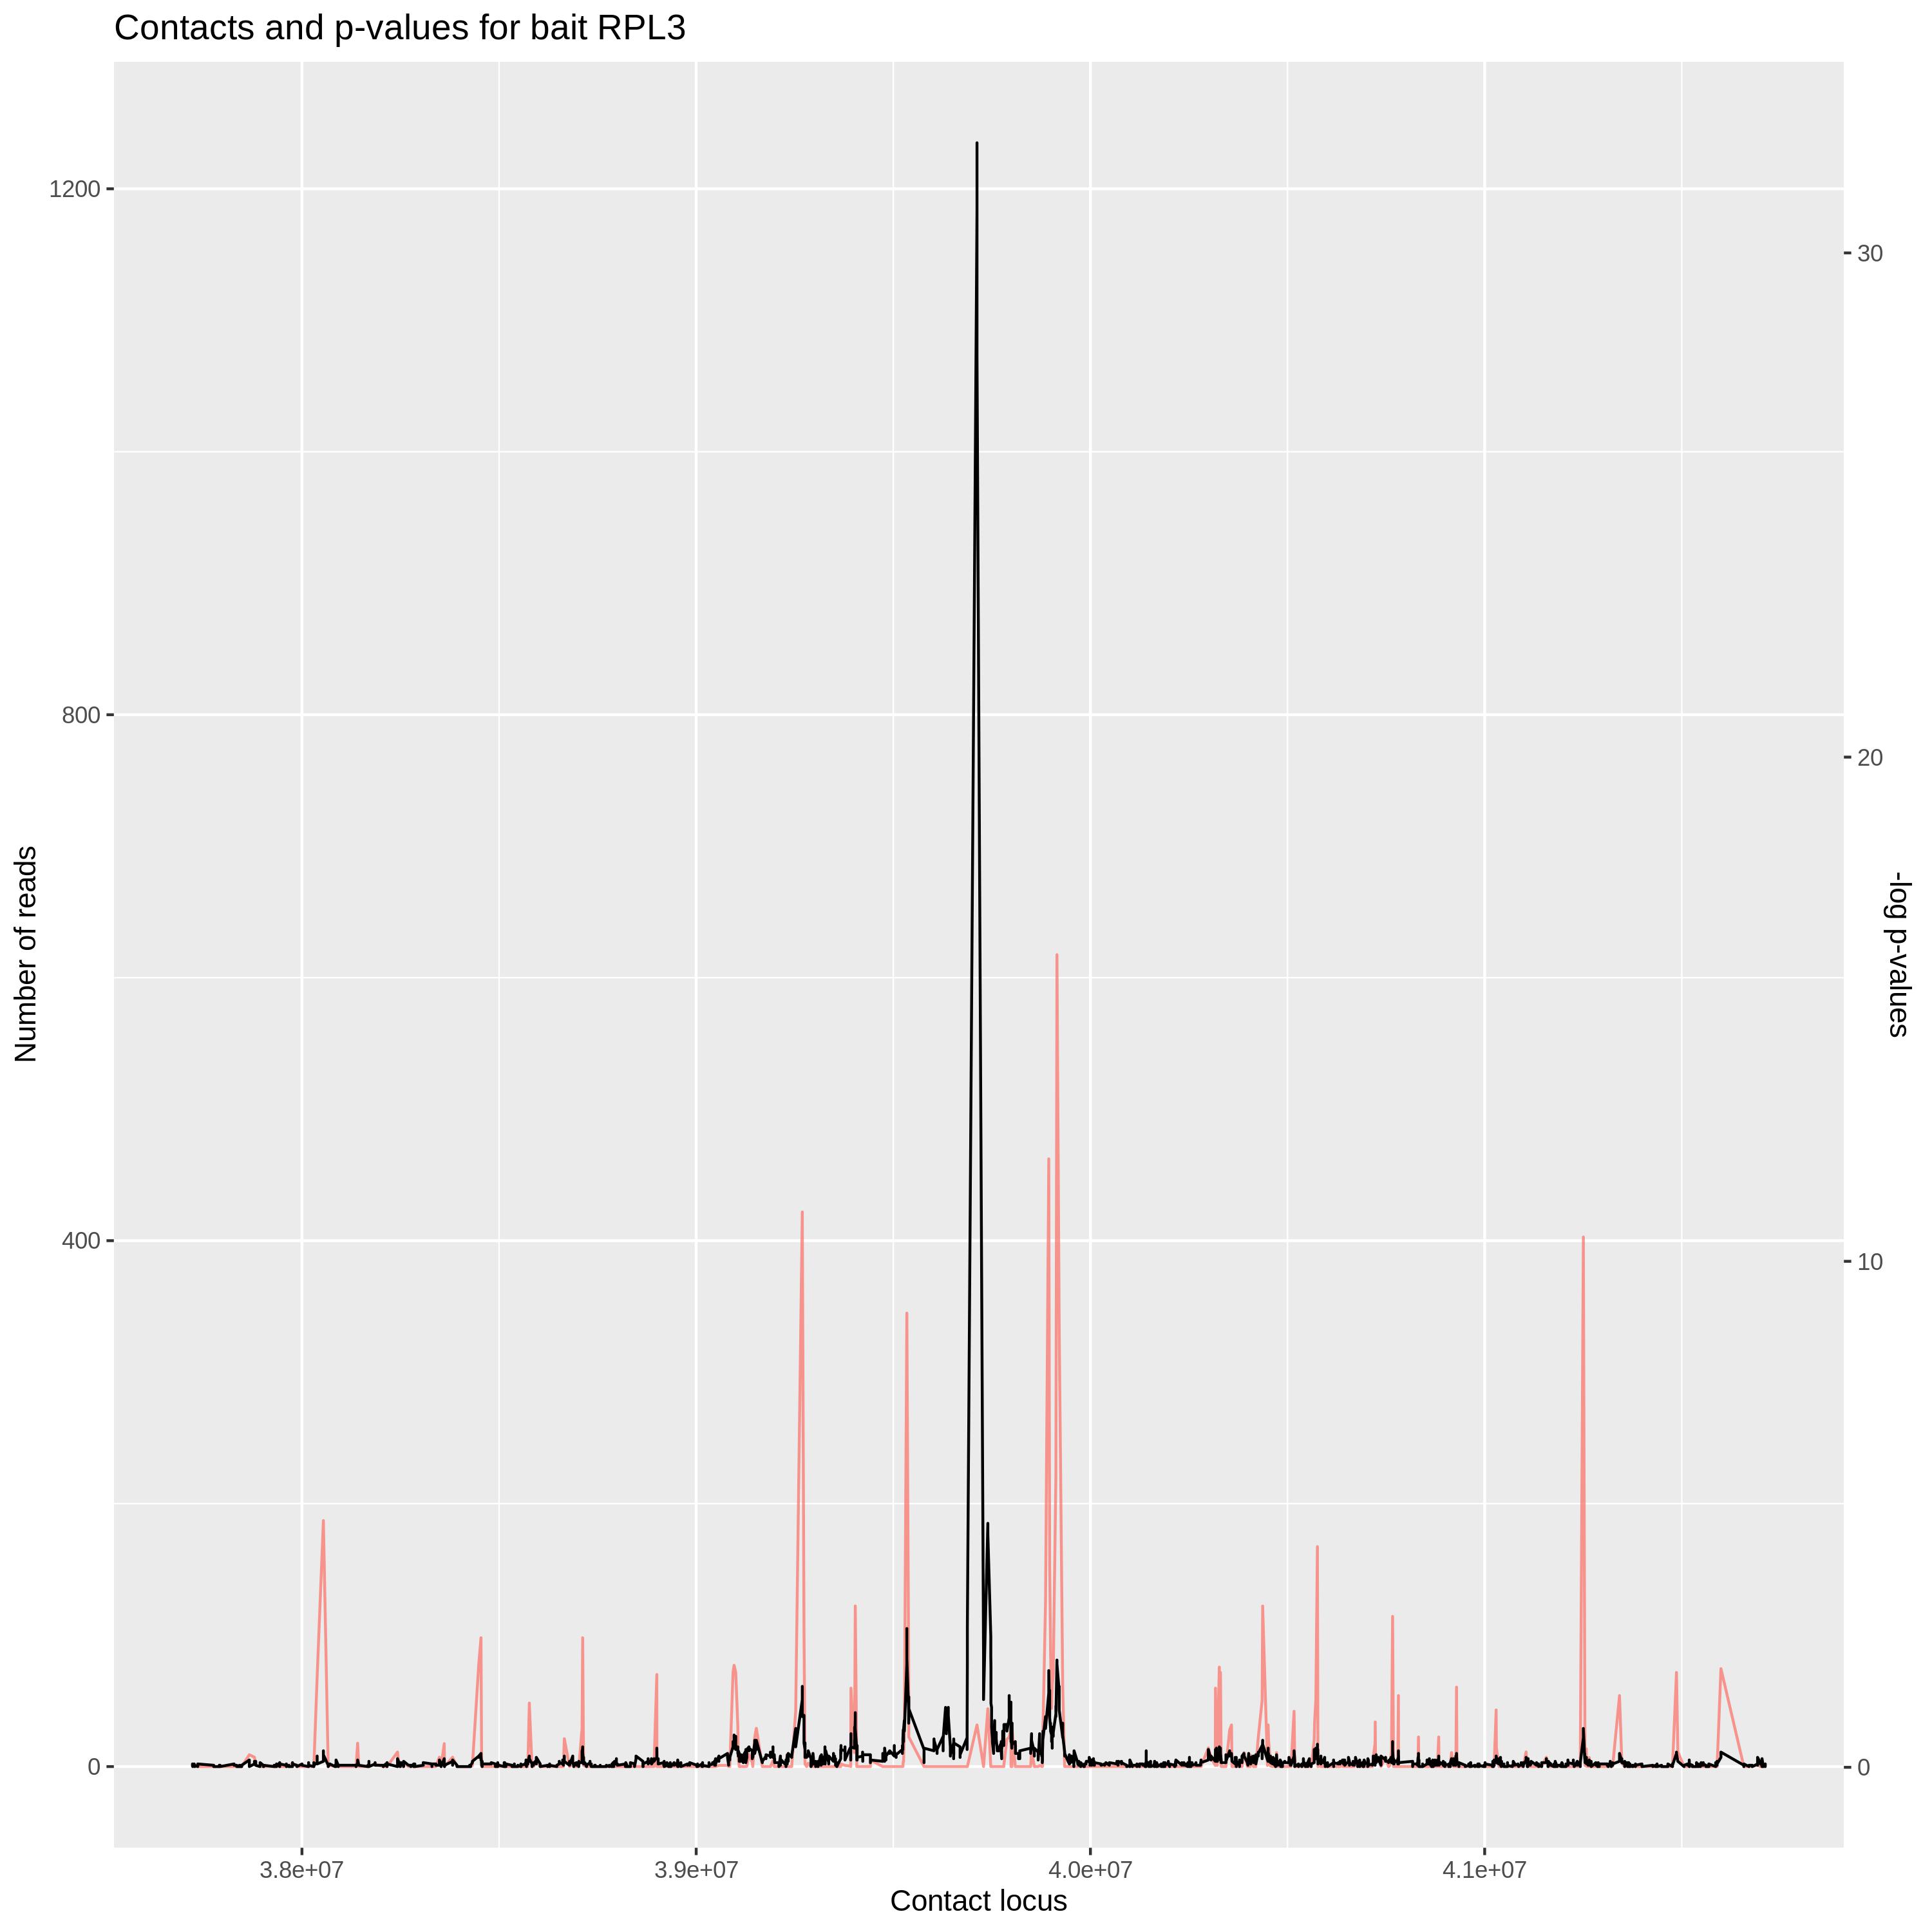 Contacts and p-values for bait RPL3
1200
800
400
0
Number of reads
30
20
10
0
-log p-values
3.8e+07
3.9e+07
4.0e+07
4.1e+07
Contact locus